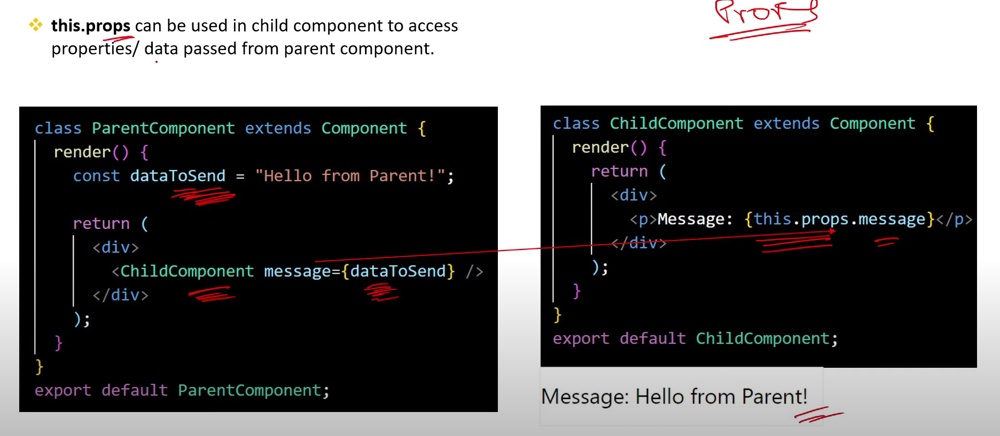 Props
this.props can be used in child component to access
properties/ data passed from parent component.
class ParentComponent extends Component {
render() {
const dataToSend = "Hello from Parent!";
return (
<div>
<ChildComponent message={dataToSend} />
</div>
);
}
}
export default ParentComponent;
class ChildComponent extends Component {
render() {
return (
<div>
<p>Message: {this.props.message}</p>
</div>
);
}
}
export default ChildComponent;
Message: Hello from Parent!